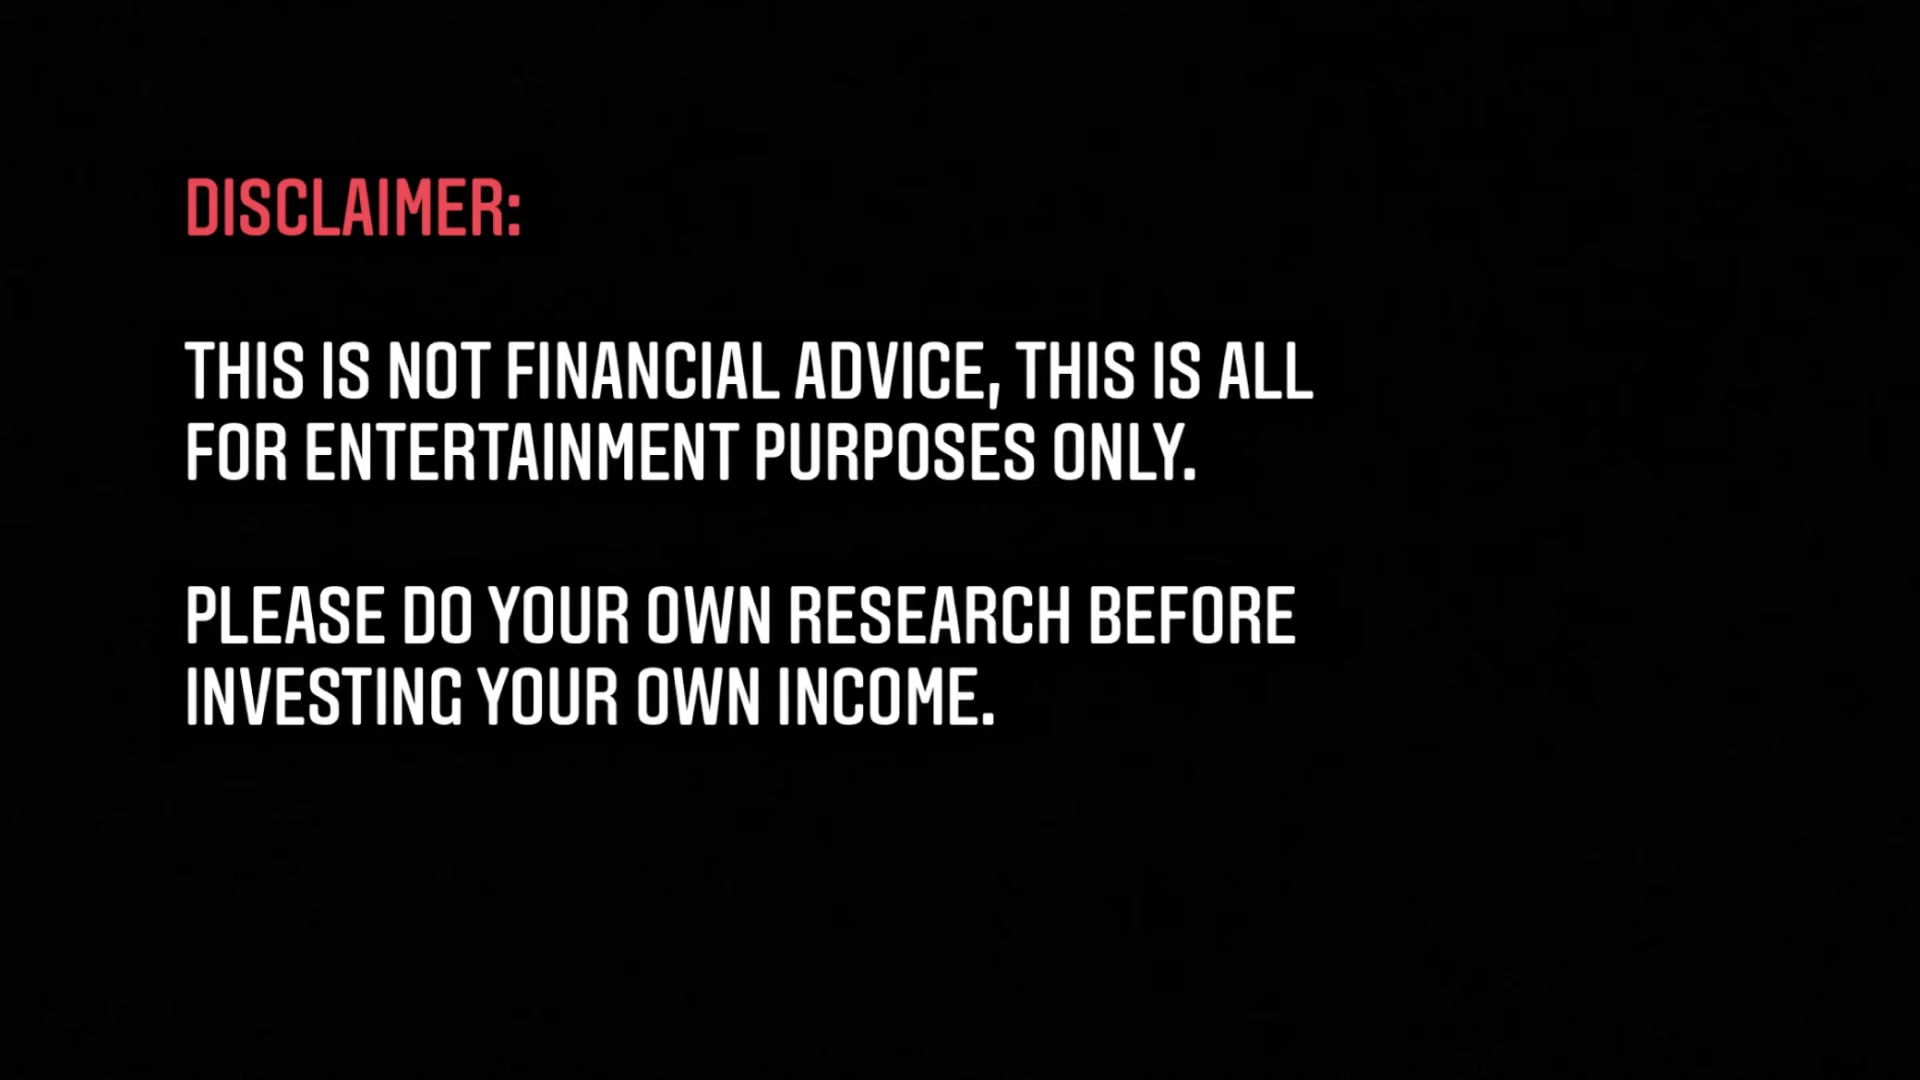 DISCLAIMER:
THIS IS NOT FINANCIAL ADVICE, THIS IS ALL
FOR ENTERTAINMENT PURPOSES ONLY.
PLEASE DO YOUR OWN RESEARCH BEFORE
INVESTING YOUR OWN INCOME.